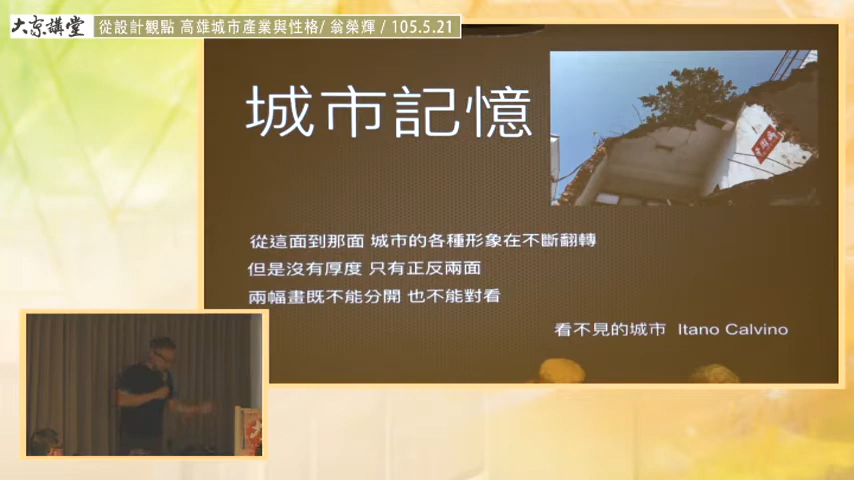 大京講堂 從設計觀點 高雄城市產業與性格/ 翁榮輝 / 105.5.21
城市記憶
從這面到那面 城市的各種形象在不斷翻轉
但是沒有厚度 只有正反兩面
兩幅畫既不能分開 也不能對看
看不見的城市 Itano Calvino